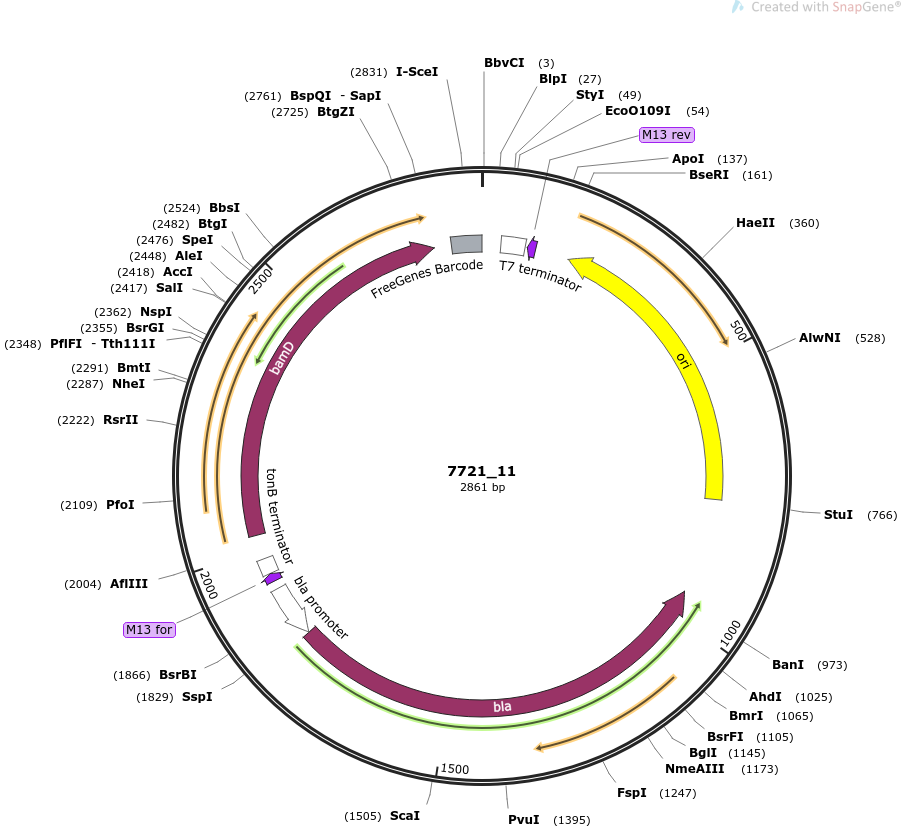 Created with SnapGene®
(2831) I-SceI
BbvCI (3)
BlpI (27)
(2761) BspQI - SapI
StyI (49)
(2725) BtgZI
EcoO109I (54)
M13 rev
ApoI (137)
BseRI (161)
(2524) BbsI
(2482) BtgI
HaeII (360)
(2476) SpeI
(2448) AleI
(2418) AccI
(2417) SalI
(2362) NspI
(2355) BsrGI
(2348) PflFI - Tth111I
AlwNI (528)
(2291) BmtI
(2287) NheI
(2222) RsrII
(2109) PfoI
StuI (766)
(2004) AflIII
M13 for
BanI (973)
(1866) BsrBI
(1829) SspI
AhdI (1025)
BmrI (1065)
BsrFI (1105)
BglI (1145)
NmeAIII (1173)
FspI (1247)
(1505) ScaI
PvuI (1395)
500
1000
1500
2000
2500
FreeGenes Barcode
T7 terminator
ori
bamD
tonB terminator
bla promoter
bla
7721_11
2861 bp